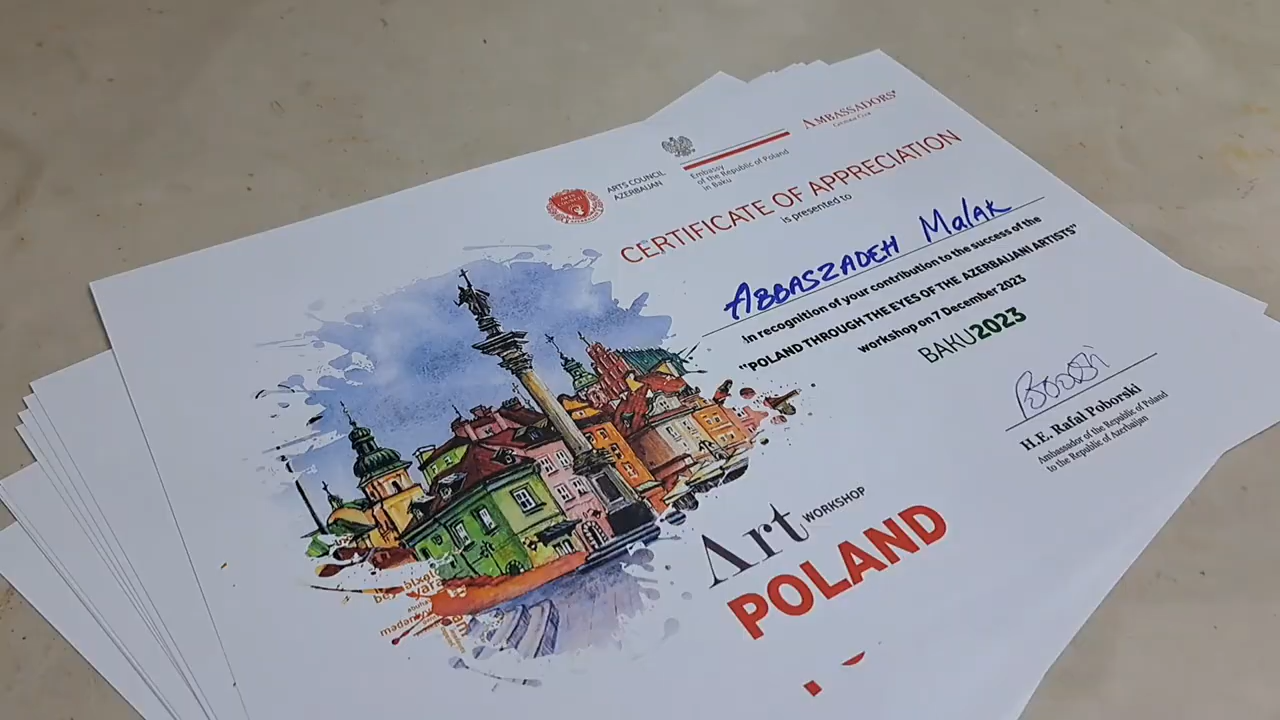 ARTS COUNCIL
AZERBAIJAN
Embassy
of the Republic of Poland
in Baku
AMBASSADORS'
CERTIFICATE OF APPRECIATION
is presented to
ABBASZADEH Malak
In recognition of your contribution to the success of the
"POLAND THROUGH THE EYES OF THE AZERBAIJANI ARTISTS"
workshop on 7 December 2023
BAKU2023
H.E. Rafal Poborski
Ambassador of the Republic of Poland
to the Republic of Azerbaijan
Art WORKSHOP
POLAND